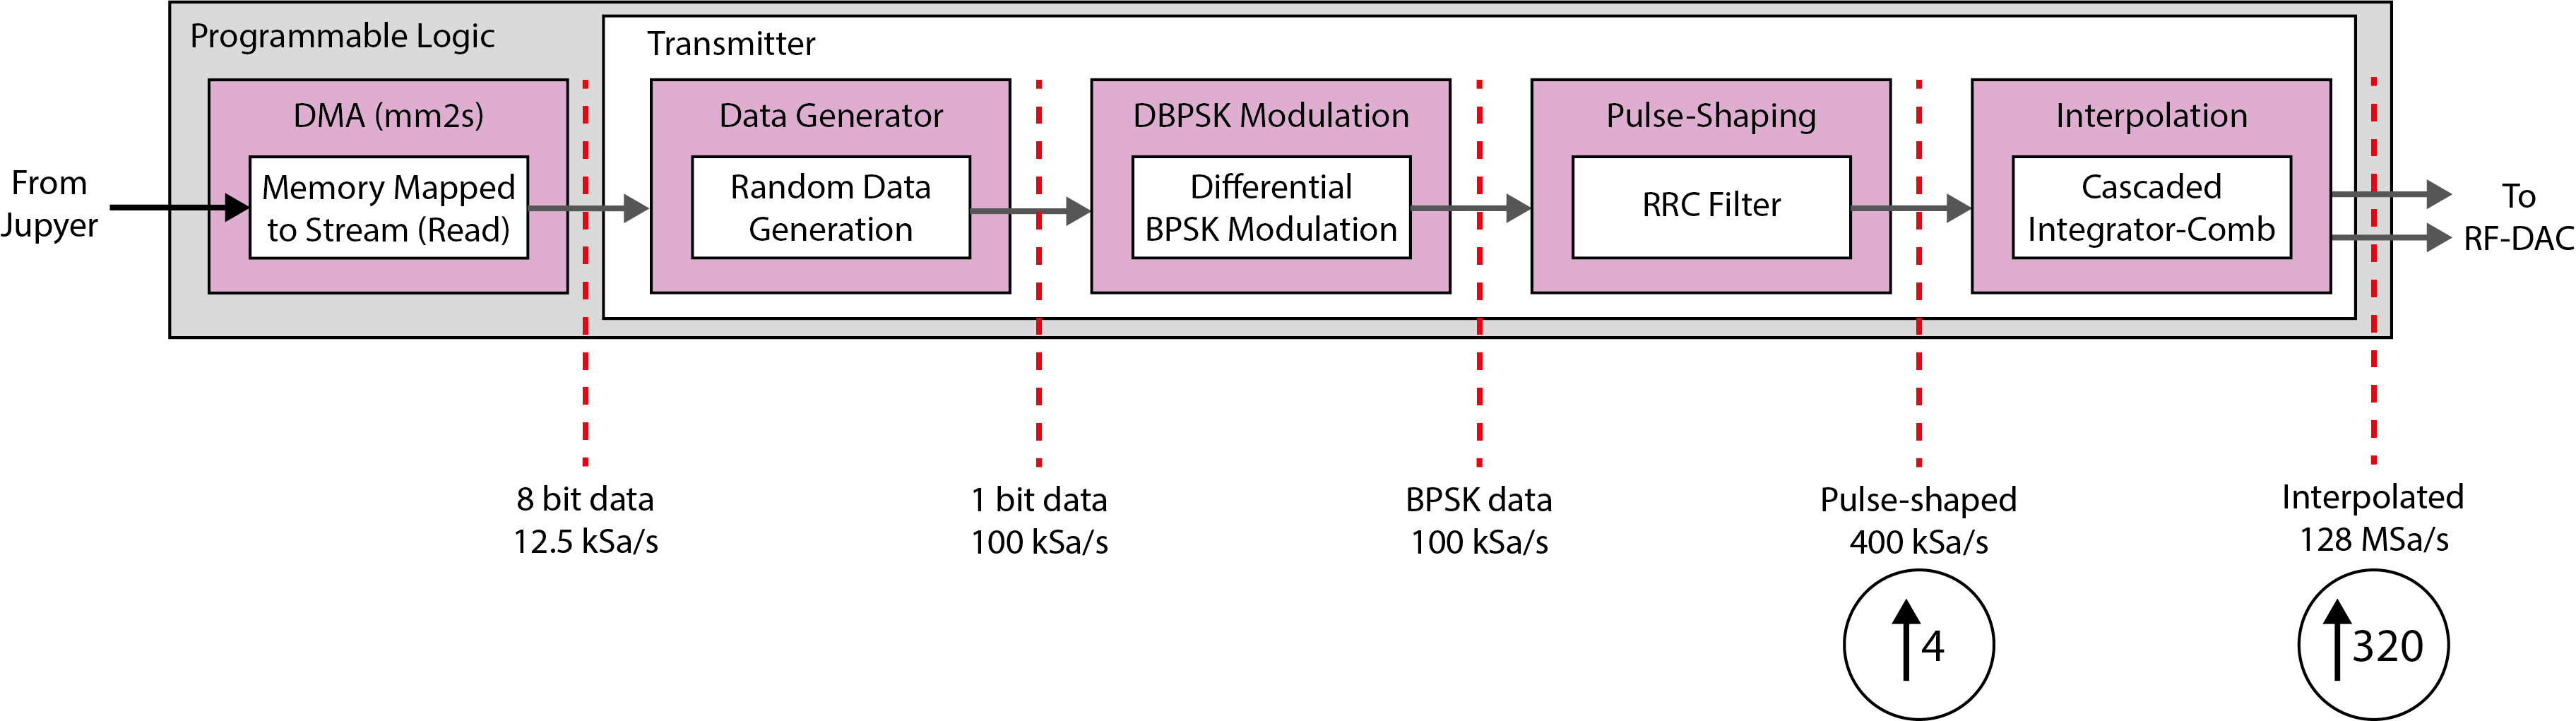 Programmable Logic
Transmitter
DMA (mm2s)
Memory Mapped
to Stream (Read)
Data Generator
Random Data
Generation
DBPSK Modulation
Differential
BPSK Modulation
Pulse-Shaping
RRC Filter
Interpolation
Cascaded
Integrator-Comb
From
Jupyer
To
RF-DAC
8 bit data
12.5 kSa/s
1 bit data
100 kSa/s
BPSK data
100 kSa/s
Pulse-shaped
400 kSa/s
Interpolated
128 MSa/s
↑4
↑320